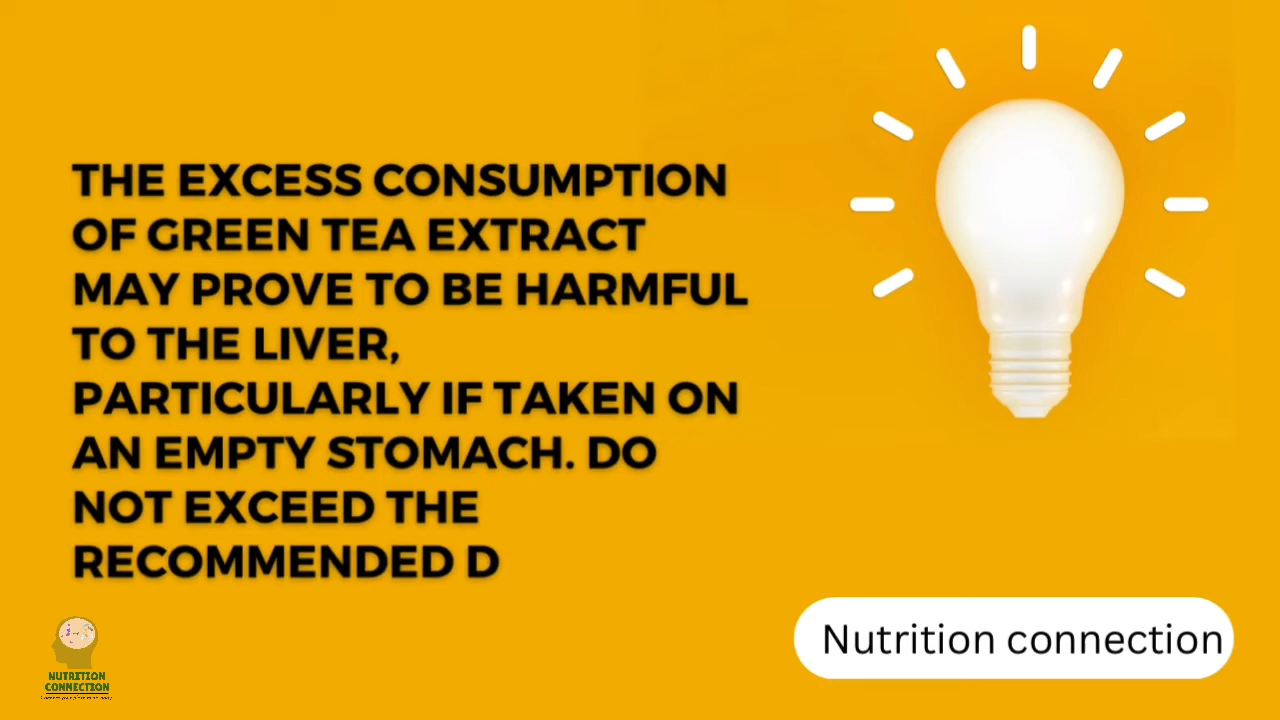 THE EXCESS CONSUMPTION
OF GREEN TEA EXTRACT
MAY PROVE TO BE HARMFUL
TO THE LIVER,
PARTICULARLY IF TAKEN ON
AN EMPTY STOMACH. DO
NOT EXCEED THE
RECOMMENDED D
Nutrition connection
NUTRITION
CONNECTION